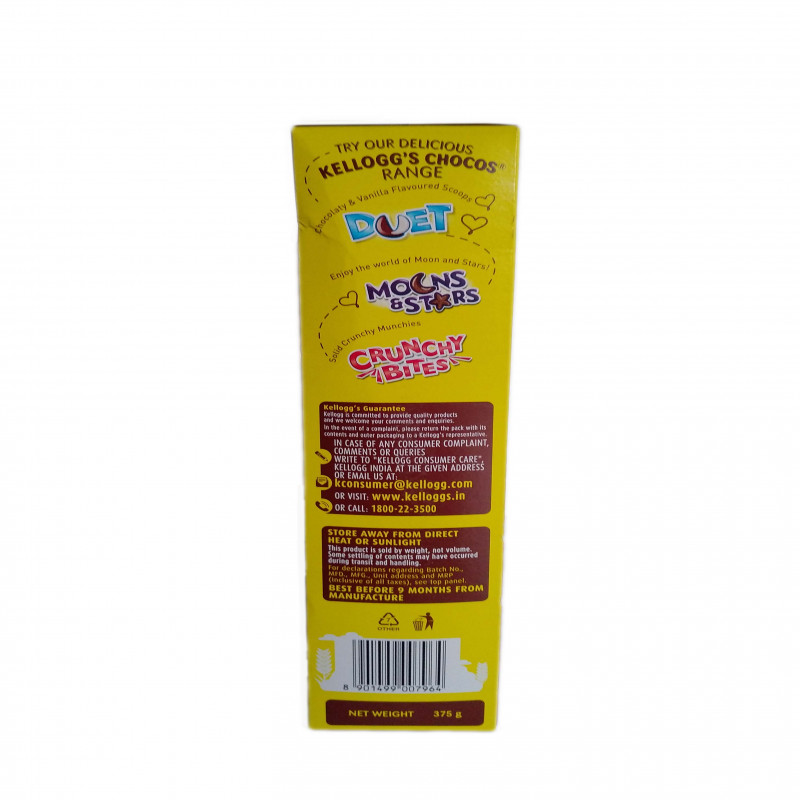 TRY OUR DELICIOUS
KELLOGG'S CHOCOS®
RANGE
Chocolaty & Vanilla Flavoured Scoops
DUET
Enjoy the world of Moon and Stars!
MOONS
& STARS
Solid Crunchy Munchies
CRUNCHY
BITES
Kellogg's Guarantee
Kellogg is committed to provide quality products
and we welcome your comments and enquiries.
In the event of a complaint, please return the pack with its
contents and outer packaging to a Kellogg's representative.
IN CASE OF ANY CONSUMER COMPLAINT,
COMMENTS OR QUERIES
WRITE TO "KELLOGG CONSUMER CARE",
KELLOGG INDIA AT THE GIVEN ADDRESS
OR EMAIL US AT:
kconsumer@kellogg.com
OR VISIT: www.kelloggs.in
OR CALL: 1800-22-3500
STORE AWAY FROM DIRECT
HEAT OR SUNLIGHT
This product is sold by weight, not volume.
Some settling of contents may have occurred
during transit and handling.
For declarations regarding Batch No.,
MFD., MFG., Unit address and MRP
(inclusive of all taxes), see top panel.
BEST BEFORE 9 MONTHS FROM
MANUFACTURE
7
OTHER
8 901499 007964
NET WEIGHT 375 g